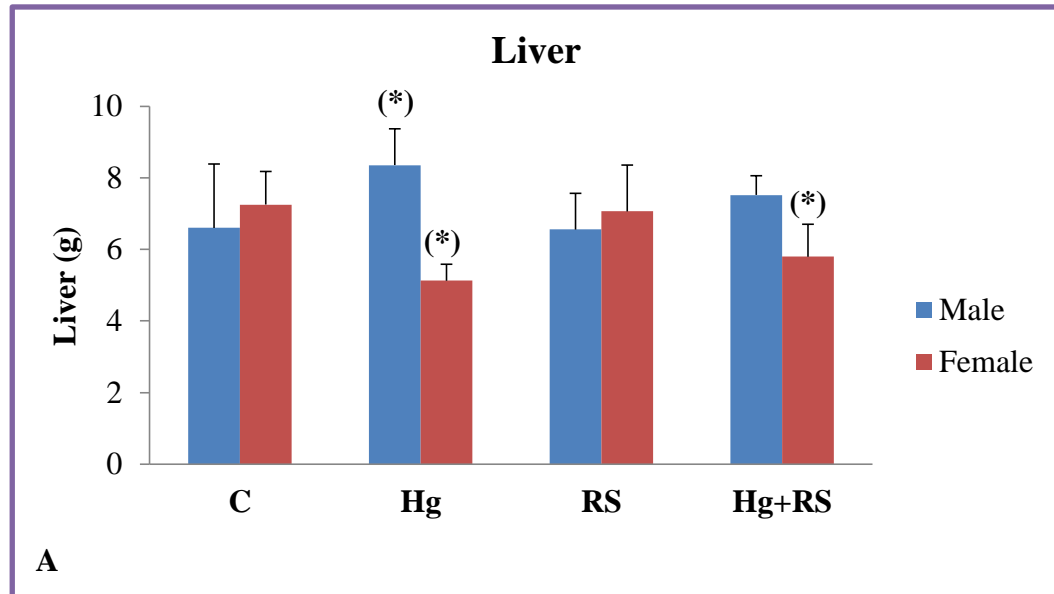 Liver
Liver (g)
10
8
6
4
2
0
(*)
(*)
(*)
C Hg RS Hg+RS
Male
Female
A